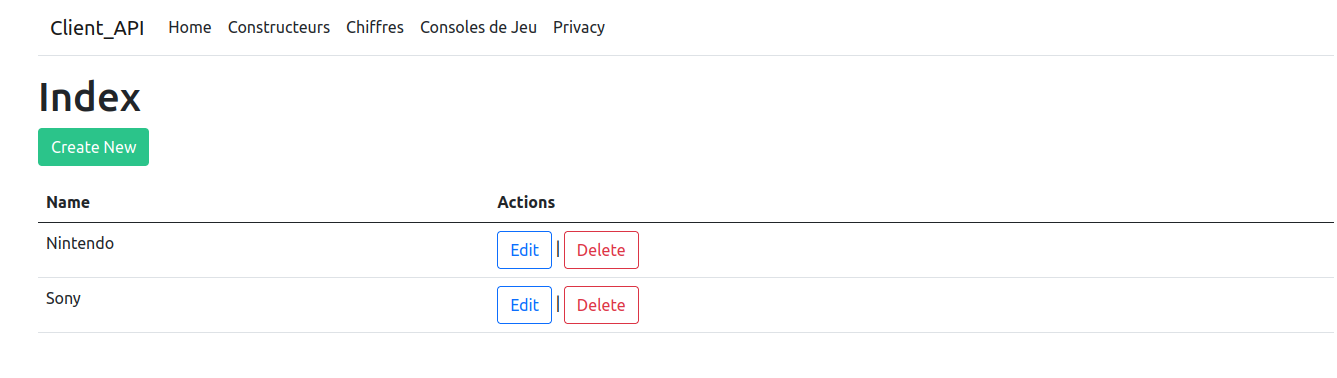 Client_API Home Constructeurs Chiffres Consoles de Jeu Privacy
Index
Create New
Name Actions
Nintendo Edit | Delete
Sony Edit | Delete